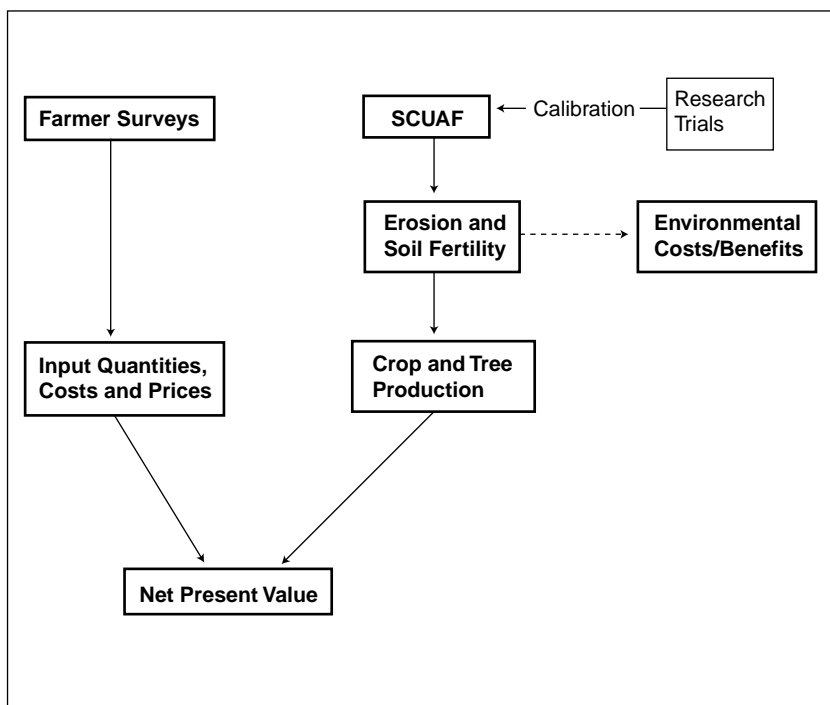 Farmer Surveys
SCUAF
Calibration
Research
Trials
Erosion and
Soil Fertility
Environmental
Costs/Benefits
Input Quantities,
Costs and Prices
Crop and Tree
Production
Net Present Value